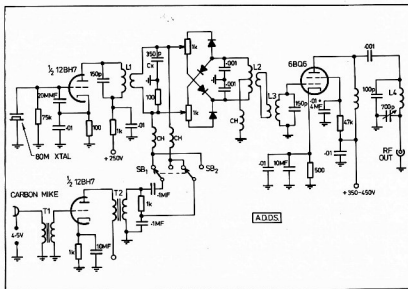 ½ 12BH7
150p
L1
350p
Cx
1k
.001
L2
6BQ6
.001
20MMF
100
.001
L3
150p
.01
4MF
100p
L4
75k
.01
100
1k
.01
1k
CH
47k
200p
80M XTAL
+250V
CH
CH
.01
10MF
500
.01
RF
OUT
½ 12BH7
SB1
SB2
+350-450V
CARBON MIKE
T2
.1MF
T1
1k
A.D.D.S.
4-5V
1k
10MF
.1MF